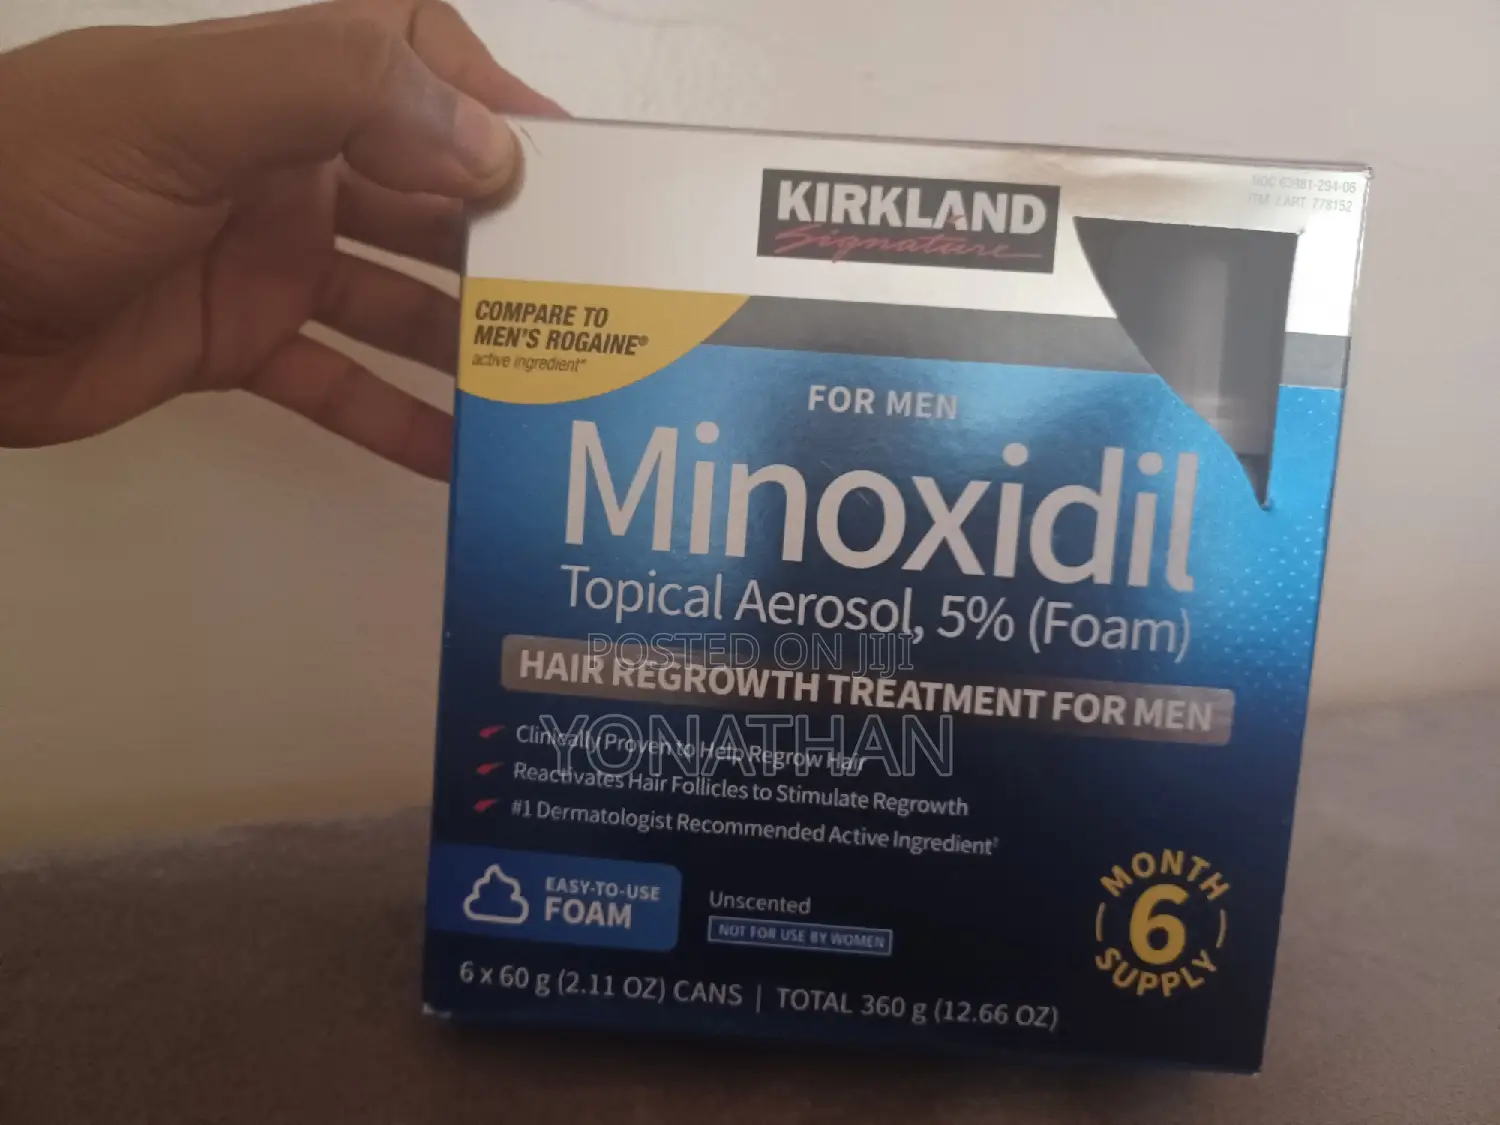 KIRKLAND
Signature
ITM. / ART. 778152
COMPARE TO
MEN'S ROGAINE®
active ingredient*
FOR MEN
Minoxidil
Topical Aerosol, 5% (Foam)
POSTED ON JIJI
HAIR REGROWTH TREATMENT FOR MEN
YONATHAN
Clinically Proven to Help Regrow Hair
Reactivates Hair Follicles to Stimulate Regrowth
#1 Dermatologist Recommended Active Ingredient†
EASY-TO-USE
FOAM
Unscented
NOT FOR USE BY WOMEN
MONTH
6
SUPPLY
6 x 60 g (2.11 OZ) CANS | TOTAL 360 g (12.66 OZ)